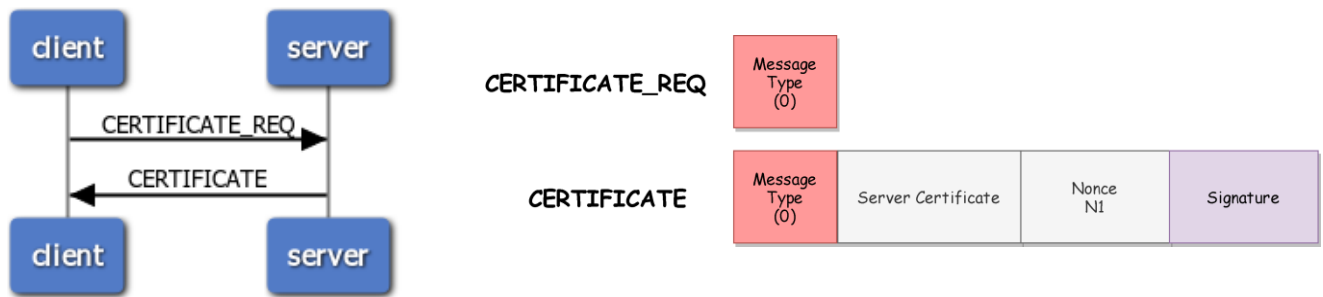 client
server
CERTIFICATE_REQ
CERTIFICATE
client
server
CERTIFICATE_REQ
Message
Type
(0)
CERTIFICATE
Message
Type
(0)
Server Certificate
Nonce
N1
Signature